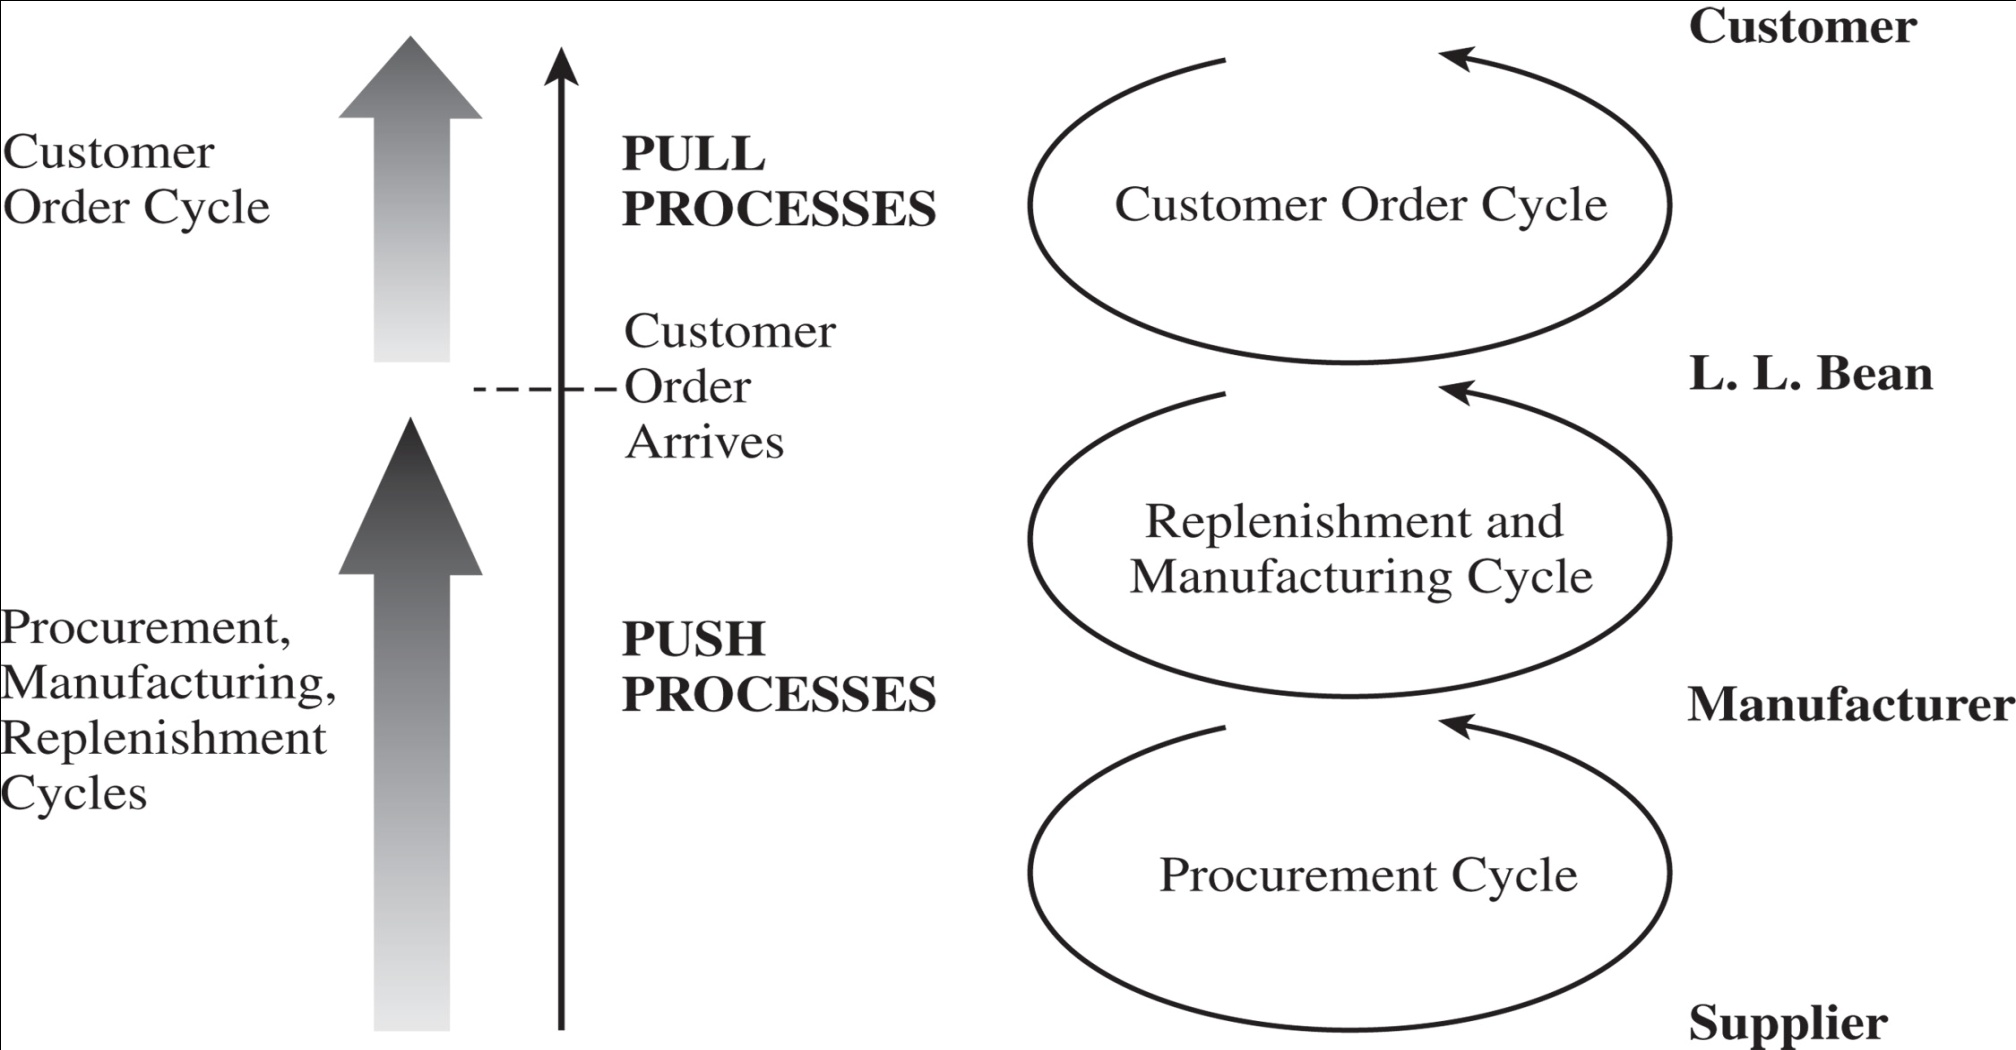 Customer
Order Cycle
Procurement,
Manufacturing,
Replenishment
Cycles
PULL
PROCESSES
Customer
Order
Arrives
PUSH
PROCESSES
Customer Order Cycle
Replenishment and
Manufacturing Cycle
Procurement Cycle
Customer
L. L. Bean
Manufacturer
Supplier